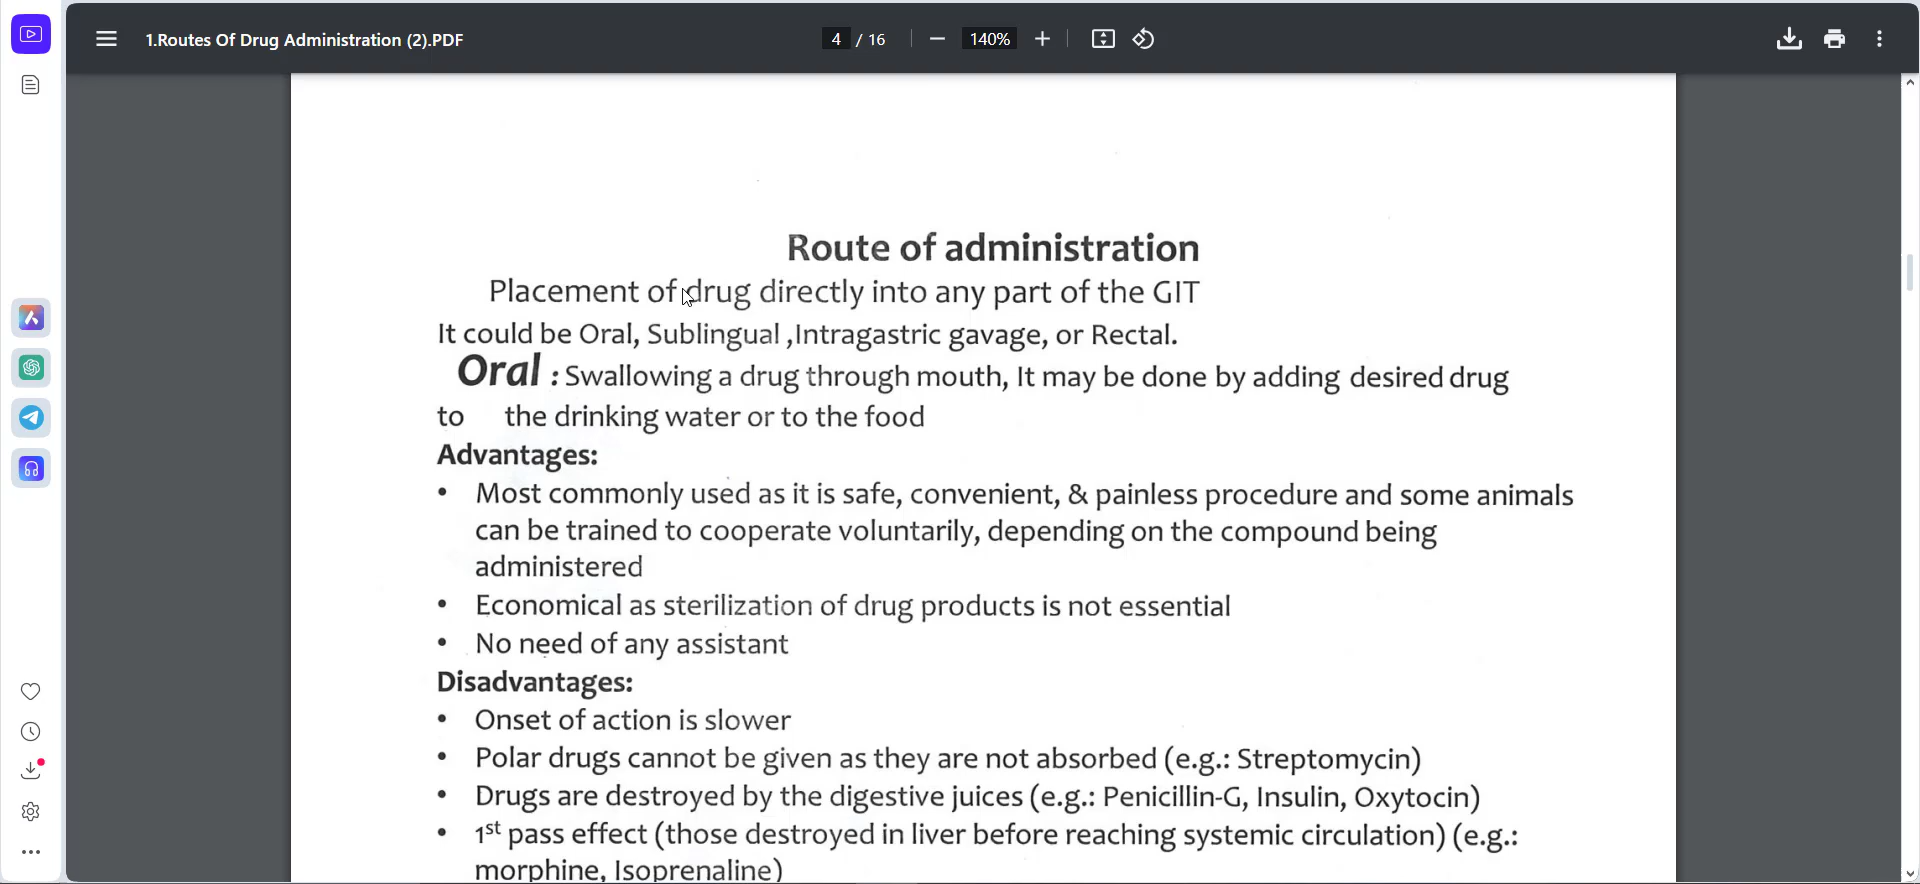 1.Routes Of Drug Administration (2).PDF
4 / 16
140%
Route of administration
Placement of drug directly into any part of the GIT
It could be Oral, Sublingual ,Intragastric gavage, or Rectal.
Oral : Swallowing a drug through mouth, It may be done by adding desired drug
to the drinking water or to the food
Advantages:
• Most commonly used as it is safe, convenient, & painless procedure and some animals
can be trained to cooperate voluntarily, depending on the compound being
administered
• Economical as sterilization of drug products is not essential
• No need of any assistant
Disadvantages:
• Onset of action is slower
• Polar drugs cannot be given as they are not absorbed (e.g.: Streptomycin)
• Drugs are destroyed by the digestive juices (e.g.: Penicillin-G, Insulin, Oxytocin)
• 1st pass effect (those destroyed in liver before reaching systemic circulation) (e.g.:
morphine, Isoprenaline)